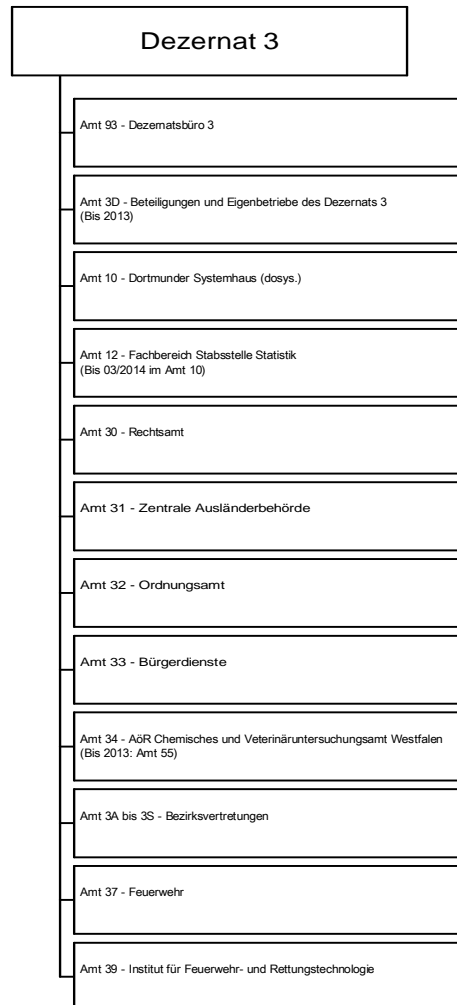 Dezernat 3
Amt 93 - Dezernatsbüro 3
Amt 3D - Beteiligungen und Eigenbetriebe des Dezernats 3
(Bis 2013)
Amt 10 - Dortmunder Systemhaus (dosys.)
Amt 12 - Fachbereich Stabsstelle Statistik
(Bis 03/2014 im Amt 10)
Amt 30 - Rechtsamt
Amt 31 - Zentrale Ausländerbehörde
Amt 32 - Ordnungsamt
Amt 33 - Bürgerdienste
Amt 34 - AöR Chemisches und Veterinäruntersuchungsamt Westfalen
(Bis 2013: Amt 55)
Amt 3A bis 3S - Bezirksvertretungen
Amt 37 - Feuerwehr
Amt 39 - Institut für Feuerwehr- und Rettungstechnologie